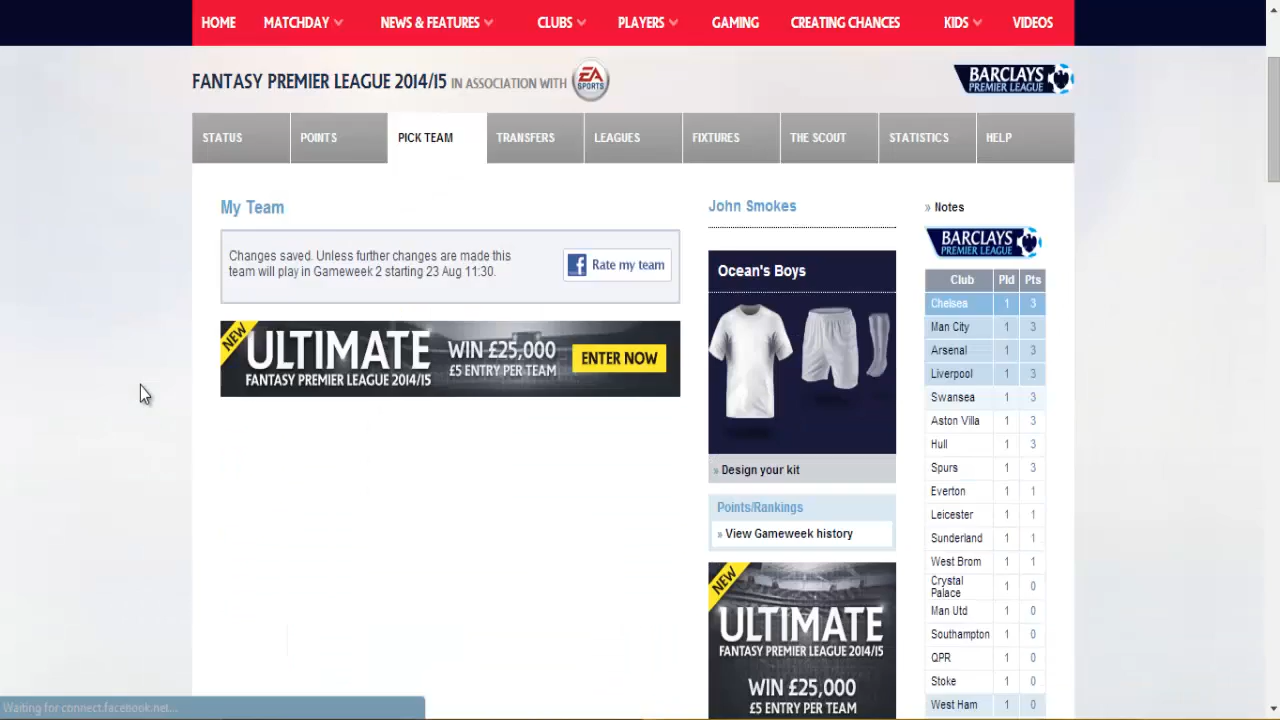 HOME MATCHDAY NEWS & FEATURES CLUBS PLAYERS GAMING CREATING CHANCES KIDS VIDEOS
FANTASY PREMIER LEAGUE 2014/15 IN ASSOCIATION WITH EA SPORTS
BARCLAYS
PREMIER LEAGUE
STATUS POINTS PICK TEAM TRANSFERS LEAGUES FIXTURES THE SCOUT STATISTICS HELP
My Team
Changes saved. Unless further changes are made this
team will play in Gameweek 2 starting 23 Aug 11:30.
Rate my team
NEW
ULTIMATE
FANTASY PREMIER LEAGUE 2014/15
WIN £25,000
£5 ENTRY PER TEAM
ENTER NOW
John Smokes
Ocean's Boys
» Design your kit
Points/Rankings
» View Gameweek history
NEW
ULTIMATE
FANTASY PREMIER LEAGUE 2014/15
WIN £25,000
£5 ENTRY PER TEAM
» Notes
BARCLAYS
PREMIER LEAGUE
Club Pld Pts
Chelsea 1 3
Man City 1 3
Arsenal 1 3
Liverpool 1 3
Swansea 1 3
Aston Villa 1 3
Hull 1 3
Spurs 1 3
Everton 1 1
Leicester 1 1
Sunderland 1 1
West Brom 1 1
Crystal
Palace 1 0
Man Utd 1 0
Southampton 1 0
QPR 1 0
Stoke 1 0
West Ham 1 0
Waiting for connect.facebook.net...